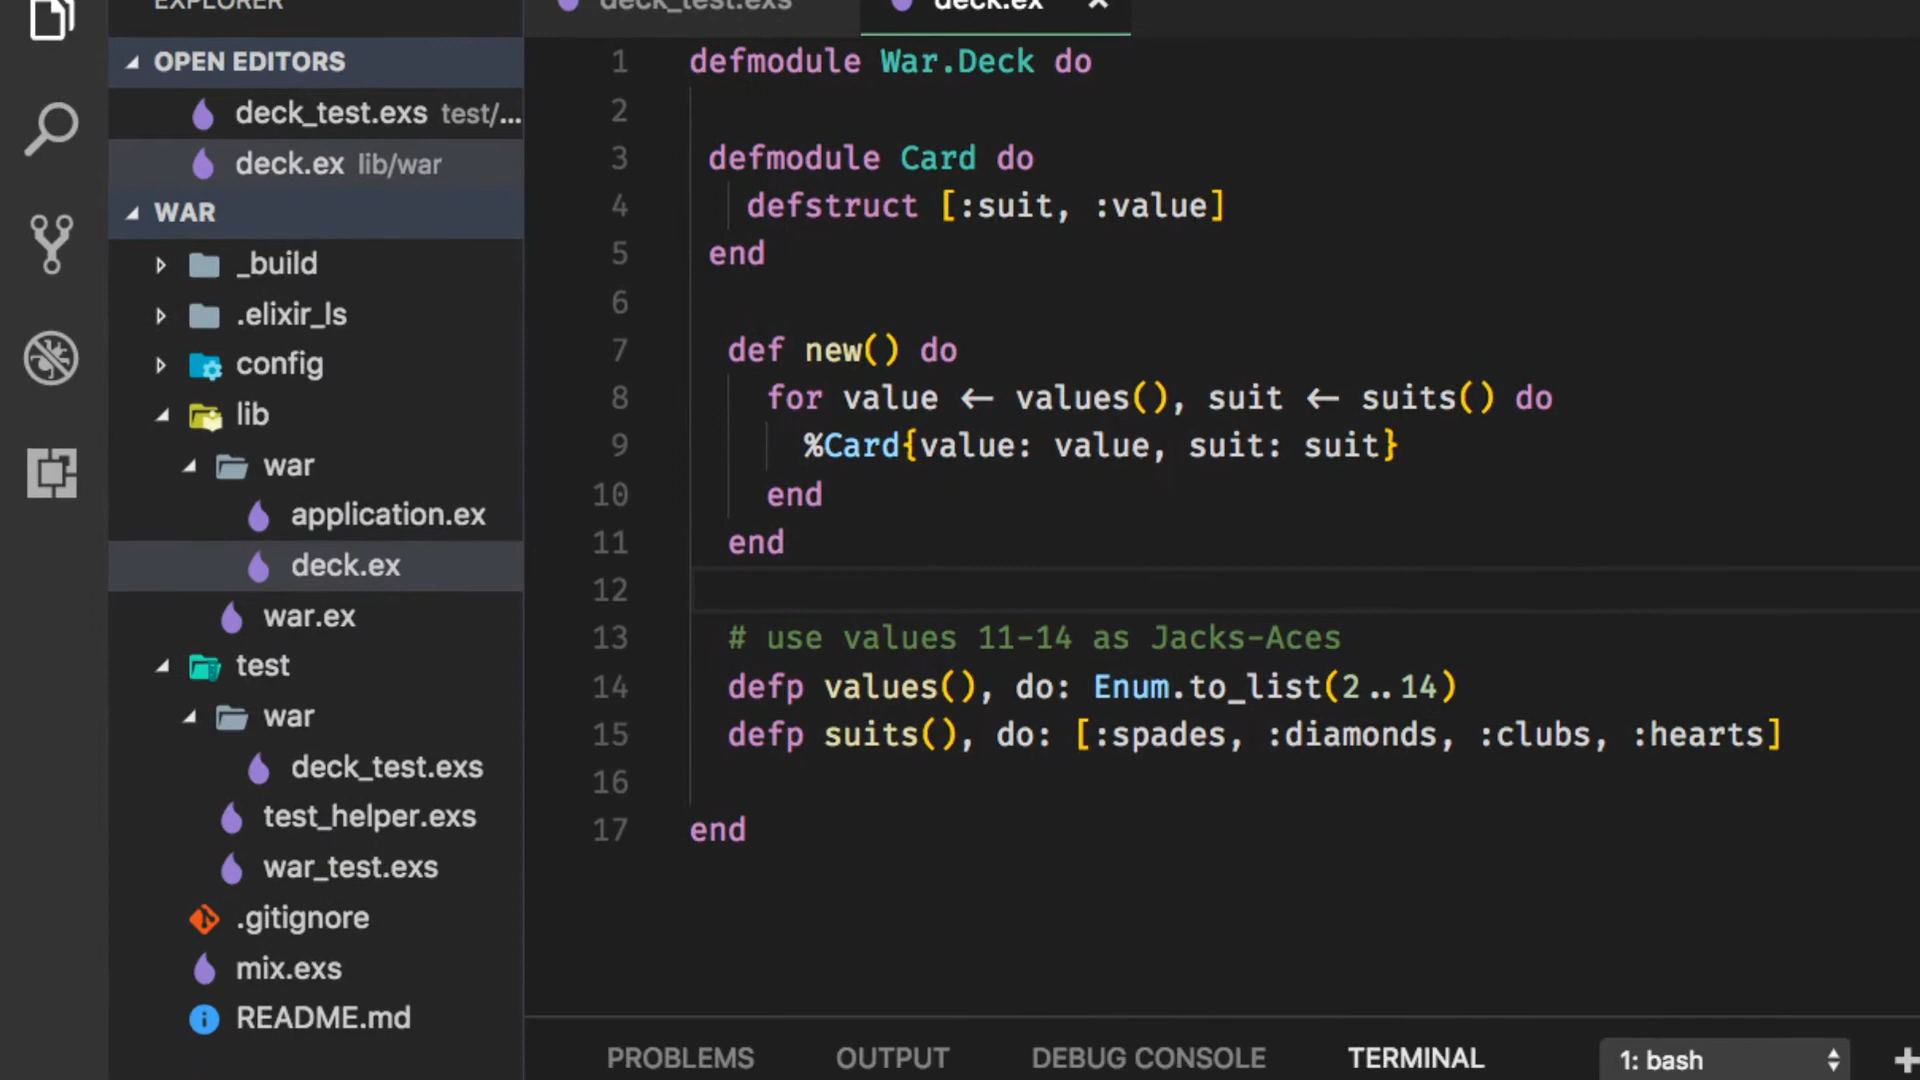 EXPLORER
OPEN EDITORS
deck_test.exs test/...
deck.ex lib/war
WAR
_build
.elixir_ls
config
lib
war
application.ex
deck.ex
war.ex
test
war
deck_test.exs
test_helper.exs
war_test.exs
.gitignore
mix.exs
README.md
deck_test.exs deck.ex
1 defmodule War.Deck do
2
3 defmodule Card do
4 defstruct [:suit, :value]
5 end
6
7 def new() do
8 for value <- values(), suit <- suits() do
9 %Card{value: value, suit: suit}
10 end
11 end
12
13 # use values 11-14 as Jacks-Aces
14 defp values(), do: Enum.to_list(2..14)
15 defp suits(), do: [:spades, :diamonds, :clubs, :hearts]
16
17 end
PROBLEMS OUTPUT DEBUG CONSOLE TERMINAL 1: bash